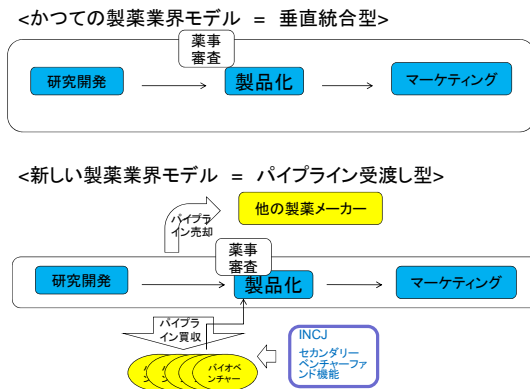 <かつての製薬業界モデル = 垂直統合型>
薬事
審査
研究開発
製品化
マーケティング
<新しい製薬業界モデル = パイプライン受渡し型>
他の製薬メーカー
パイプラ
イン売却
薬事
審査
研究開発
製品化
マーケティング
パイプラ
イン買収
バイオベ
ンチャー
INCJ
セカンダリー
ベンチャーファ
ンド機能